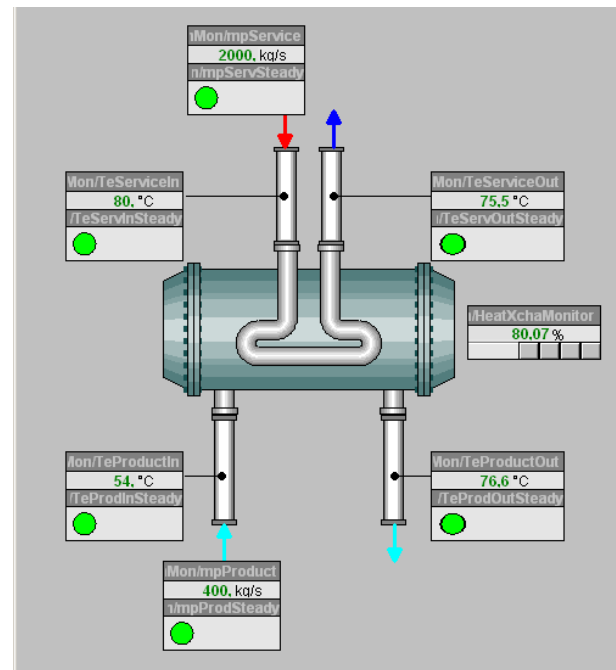 Mon/mpService
2000, kg/s
/mpServSteady
Mon/TeServiceIn
80, °C
/TeServInSteady
Mon/TeServiceOut
75,5 °C
/TeServOutSteady
/HeatXchaMonitor
80,07 %
Mon/TeProductIn
54, °C
/TeProdInSteady
Mon/TeProductOut
76,6 °C
/TeProdOutSteady
Mon/mpProduct
400, kg/s
/mpProdSteady